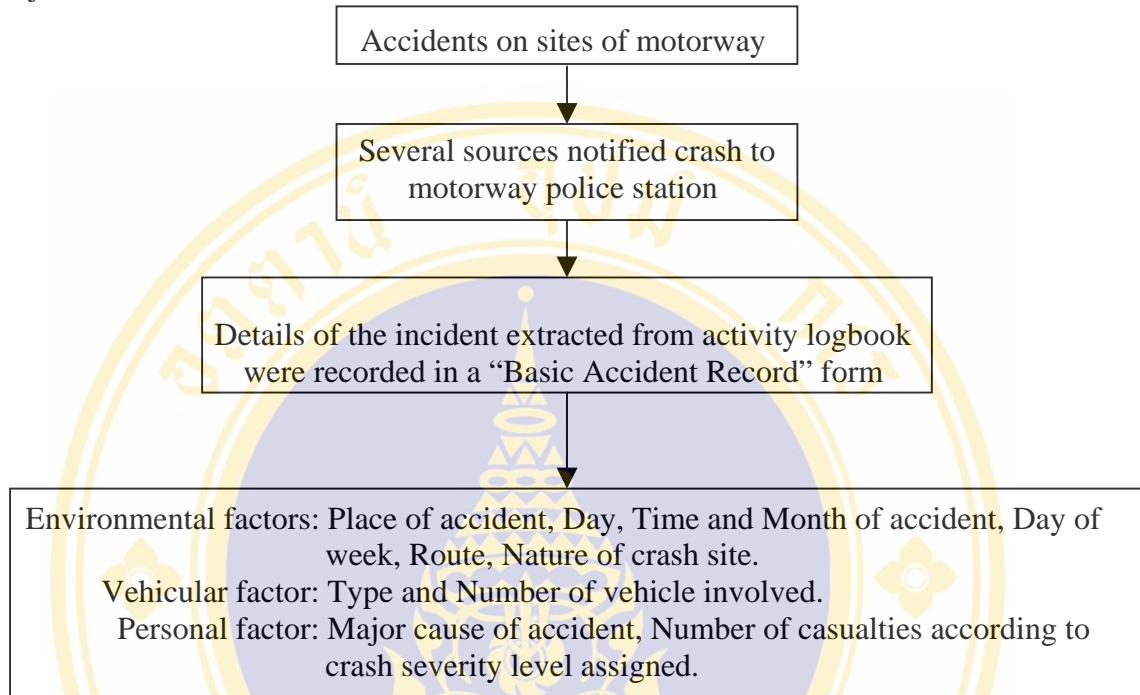 Accidents on sites of motorway
Several sources notified crash to
motorway police station
Details of the incident extracted from activity logbook
were recorded in a “Basic Accident Record” form
Environmental factors: Place of accident, Day, Time and Month of accident, Day of
week, Route, Nature of crash site.
Vehicular factor: Type and Number of vehicle involved.
Personal factor: Major cause of accident, Number of casualties according to
crash severity level assigned.